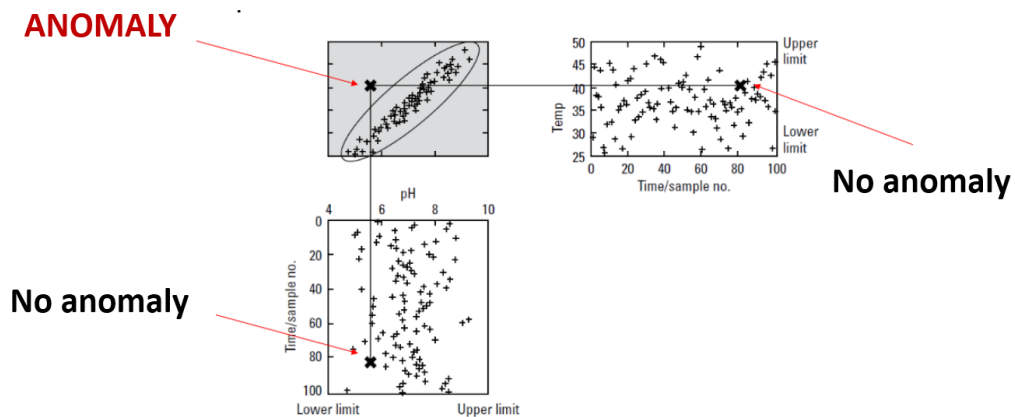 ANOMALY
50
45
40
35
30
25
Temp
Upper
limit
Lower
limit
0 20 40 60 80 100
Time/sample no.
No anomaly
pH
4 6 8 10
0
20
40
60
80
100
Time/sample no.
No anomaly
Lower limit Upper limit